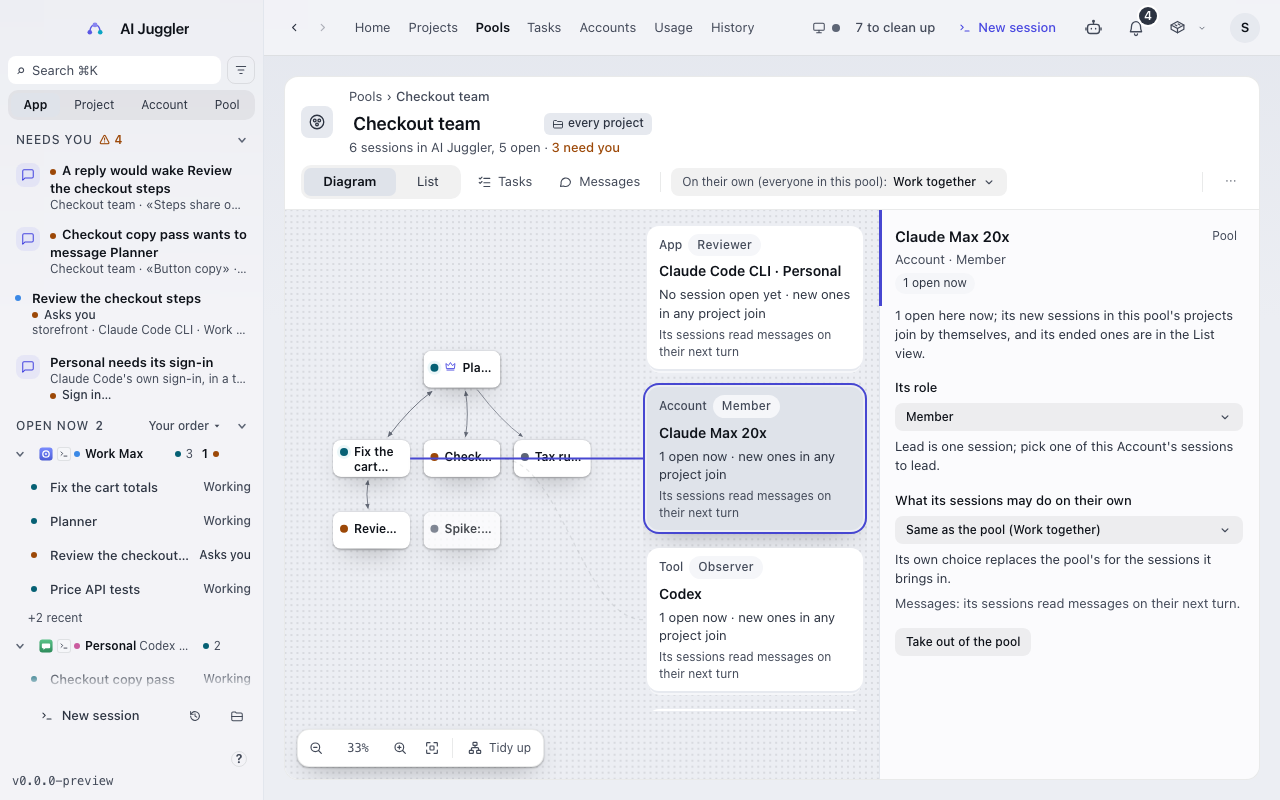 AI Juggler
Search ⌘K
App Project Account Pool
NEEDS YOU 4
A reply would wake Review
the checkout steps
Checkout team · «Steps share o…
Checkout copy pass wants to
message Planner
Checkout team · «Button copy» ·…
Review the checkout steps
Asks you
storefront · Claude Code CLI · Work …
Personal needs its sign-in
Claude Code's own sign-in, in a t…
Sign in…
OPEN NOW 2 Your order
Work Max 3 1
Fix the cart totals Working
Planner Working
Review the checkout… Asks you
Price API tests Working
+2 recent
Personal Codex … 2
Checkout copy pass Working
New session
?
v0.0.0-preview
Home Projects Pools Tasks Accounts Usage History
7 to clean up
New session
4
S
Pools › Checkout team
Checkout team
every project
6 sessions in AI Juggler, 5 open · 3 need you
Diagram List Tasks Messages
On their own (everyone in this pool): Work together
…
Pla…
Fix the
cart…
Check…
Tax ru…
Revie…
Spike:…
App Reviewer
Claude Code CLI · Personal
No session open yet · new ones
in any project join
Its sessions read messages on
their next turn
Account Member
Claude Max 20x
1 open now · new ones in any
project join
Its sessions read messages on
their next turn
Tool Observer
Codex
1 open now · new ones in any
project join
Its sessions read messages on
their next turn
33%
Tidy up
Claude Max 20x
Pool
Account · Member
1 open now
1 open here now; its new sessions in this pool's projects
join by themselves, and its ended ones are in the List
view.
Its role
Member
Lead is one session; pick one of this Account's sessions
to lead.
What its sessions may do on their own
Same as the pool (Work together)
Its own choice replaces the pool's for the sessions it
brings in.
Messages: its sessions read messages on their next turn.
Take out of the pool